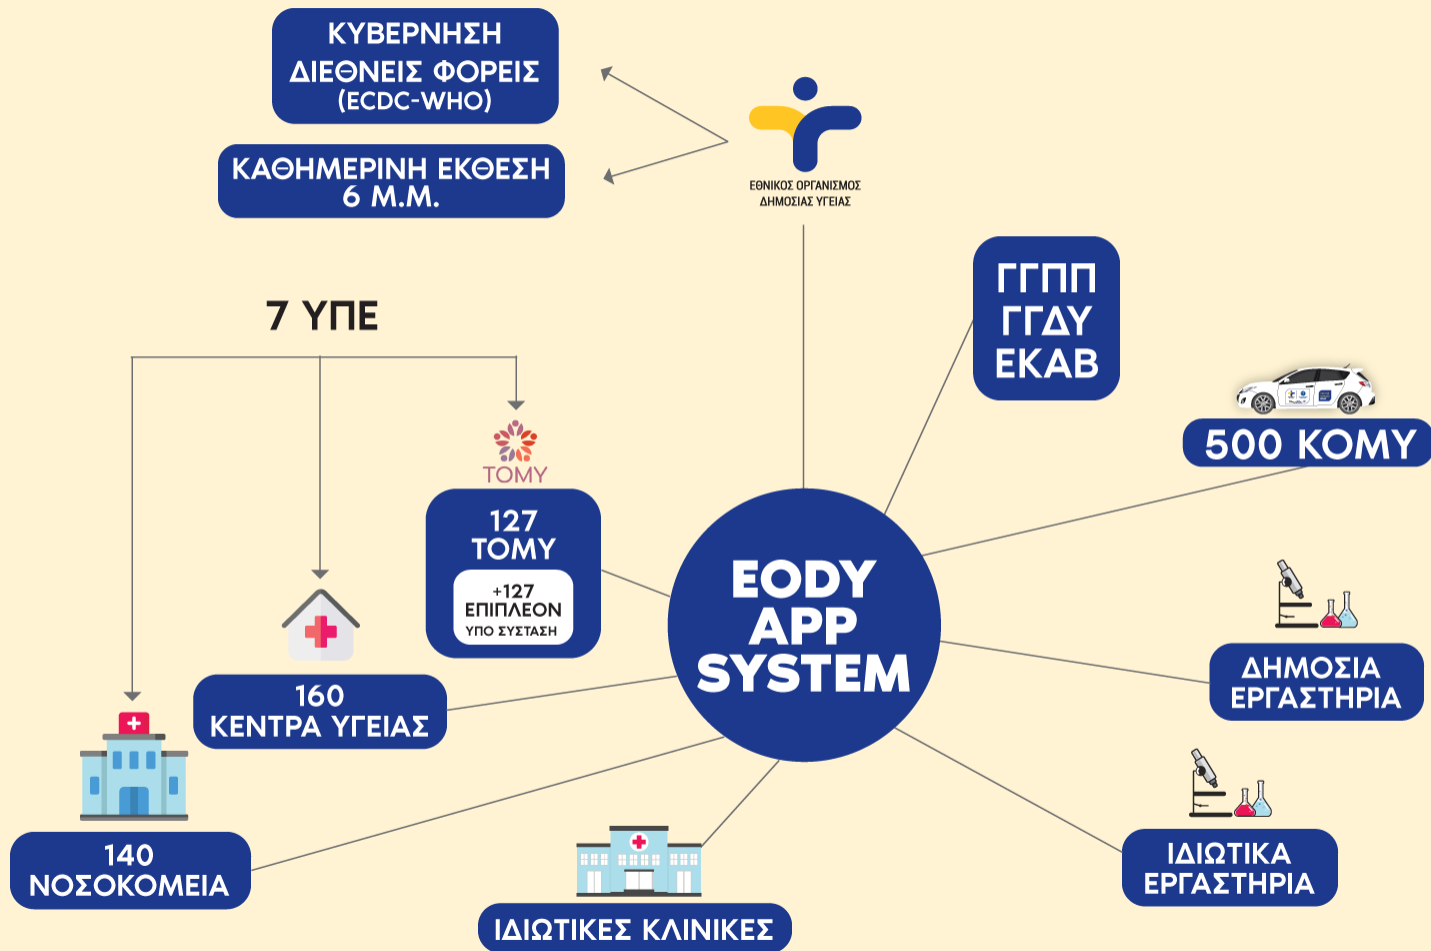 ΚΥΒΕΡΝΗΣΗ
ΔΙΕΘΝΕΙΣ ΦΟΡΕΙΣ
(ECDC-WHO)
ΚΑΘΗΜΕΡΙΝΗ ΕΚΘΕΣΗ
6 Μ.Μ.
ΕΘΝΙΚΟΣ ΟΡΓΑΝΙΣΜΟΣ
ΔΗΜΟΣΙΑΣ ΥΓΕΙΑΣ
7 ΥΠΕ
ΓΓΠΠ
ΓΓΔΥ
ΕΚΑΒ
500 ΚΟΜΥ
TOMY
127
ΤΟΜΥ
+127
ΕΠΙΠΛΕΟΝ
ΥΠΟ ΣΥΣΤΑΣΗ
EODY
APP
SYSTEM
160
ΚΕΝΤΡΑ ΥΓΕΙΑΣ
ΔΗΜΟΣΙΑ
ΕΡΓΑΣΤΗΡΙΑ
140
ΝΟΣΟΚΟΜΕΙΑ
ΙΔΙΩΤΙΚΑ
ΕΡΓΑΣΤΗΡΙΑ
ΙΔΙΩΤΙΚΕΣ ΚΛΙΝΙΚΕΣ